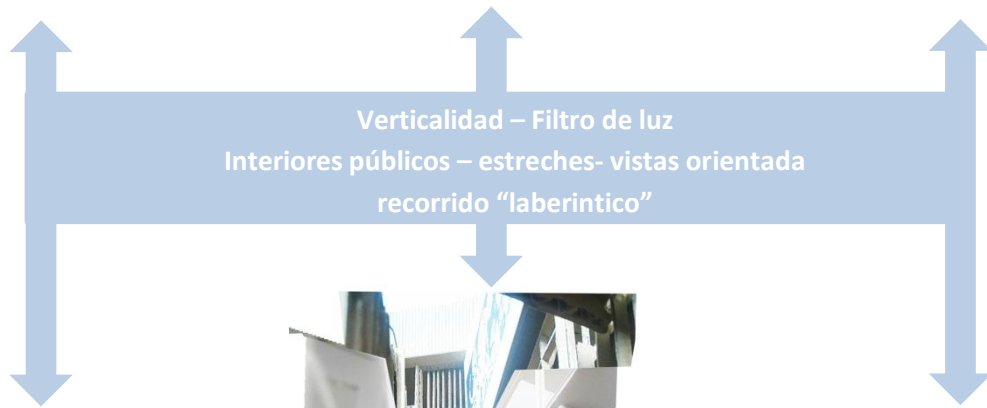 Verticalidad – Filtro de luz
Interiores públicos – estreches- vistas orientada
recorrido “laberintico”